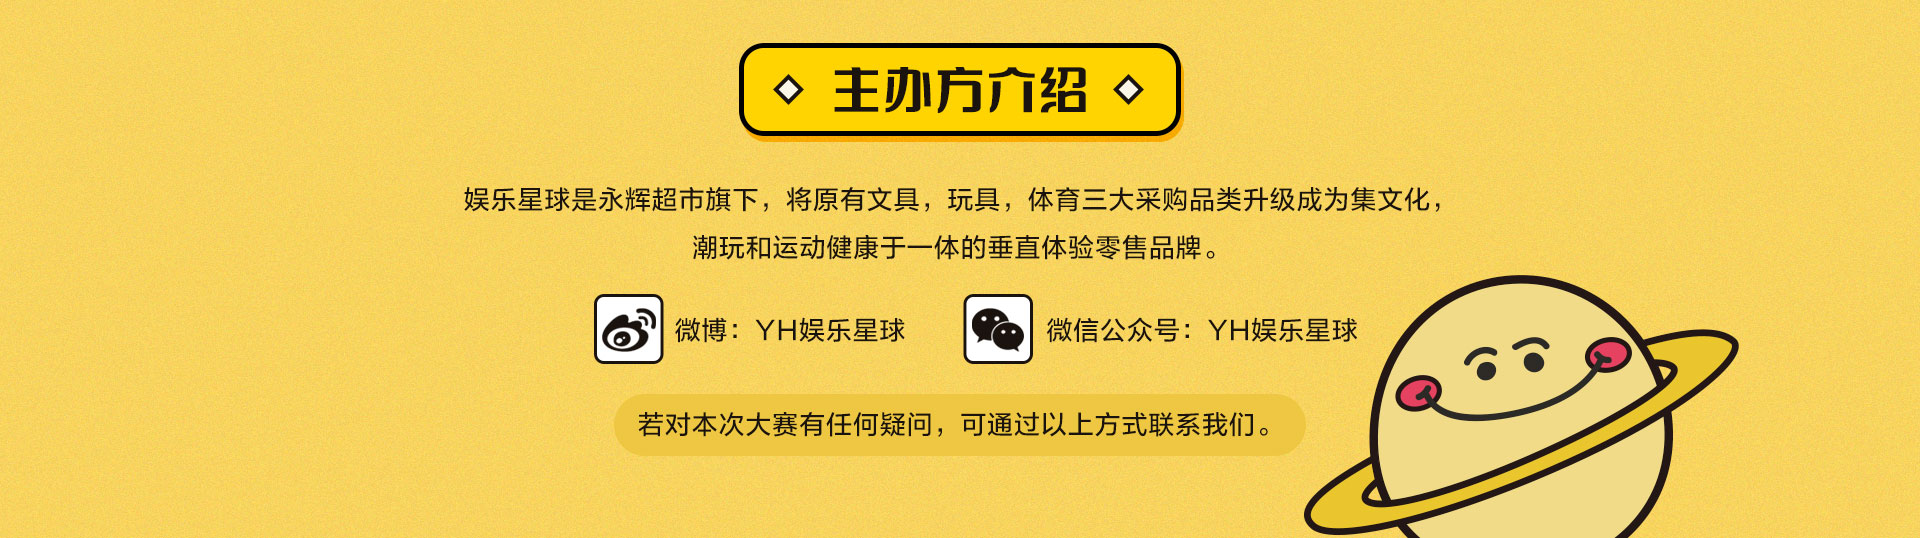 主办方介绍
娱乐星球是永辉超市旗下，将原有文具，玩具，体育三大采购品类升级成为集文化，
潮玩和运动健康于一体的垂直体验零售品牌。
微博：YH娱乐星球
微信公众号：YH娱乐星球
若对本次大赛有任何疑问，可通过以上方式联系我们。